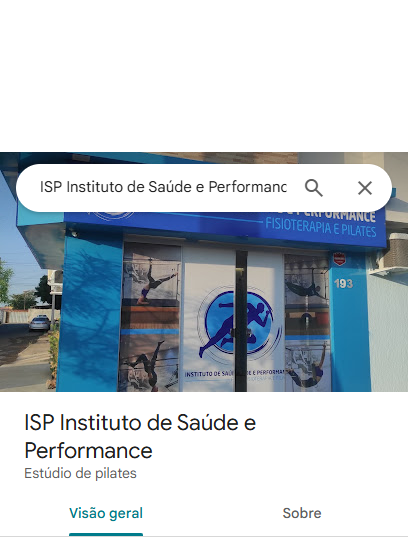 ISP Instituto de Saúde e Performanc
PERFORMANCE
FISIOTERAPIA E PILATES
193
INSTITUTO DE SAÚDE E PERFORMANCE
ISP Instituto de Saúde e
Performance
Estúdio de pilates
Visão geral
Sobre